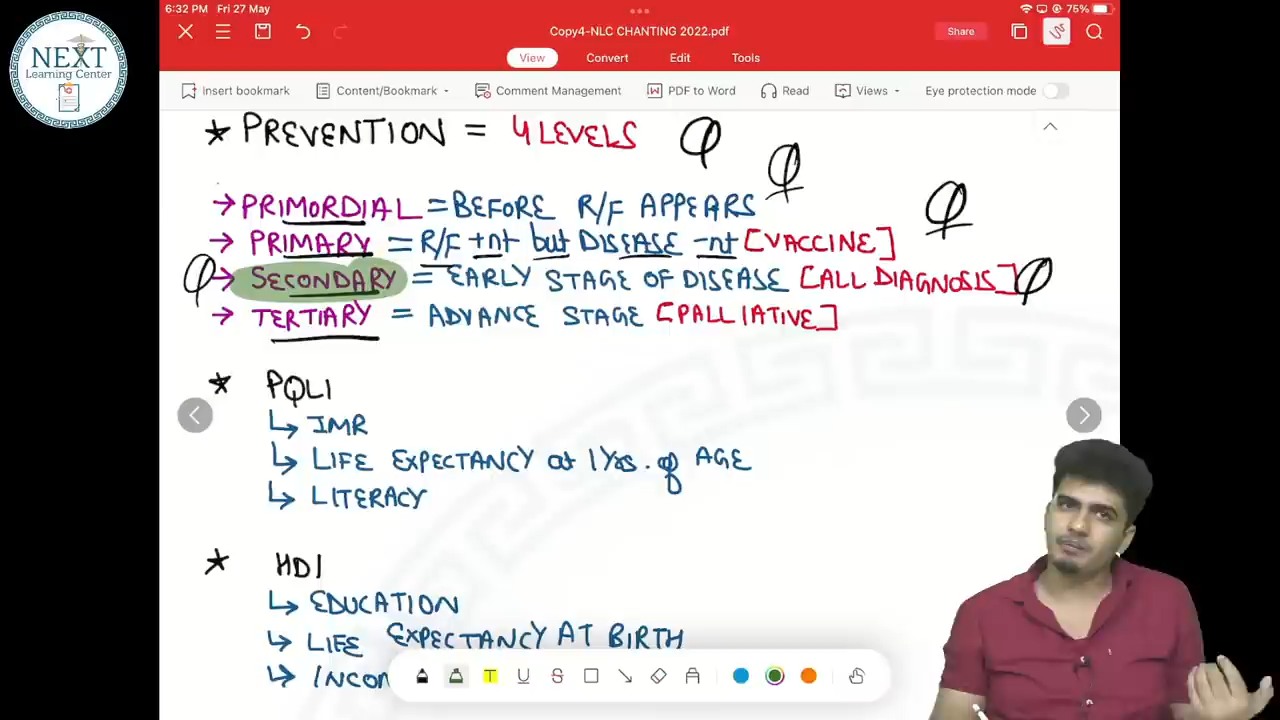 6:32 PM Fri 27 May
75%
NEXT
Learning Center
Copy4-NLC CHANTING 2022.pdf
Share
View Convert Edit Tools
Insert bookmark Content/Bookmark Comment Management PDF to Word Read Views Eye protection mode
★ PREVENTION = 4 LEVELS φ
φ
φ
→ PRIMORDIAL = BEFORE R/F APPEARS
→ PRIMARY = R/F +nt but DISEASE -nt [VACCINE]
φ → SECONDARY = EARLY STAGE OF DISEASE [ALL DIAGNOSIS] φ
→ TERTIARY = ADVANCE STAGE [PALLIATIVE]
★ PQLI
↳ IMR
↳ LIFE EXPECTANCY at 1 Yrs. of AGE
↳ LITERACY
★ HDI
↳ EDUCATION
↳ LIFE EXPECTANCY AT BIRTH
↳ INCOM